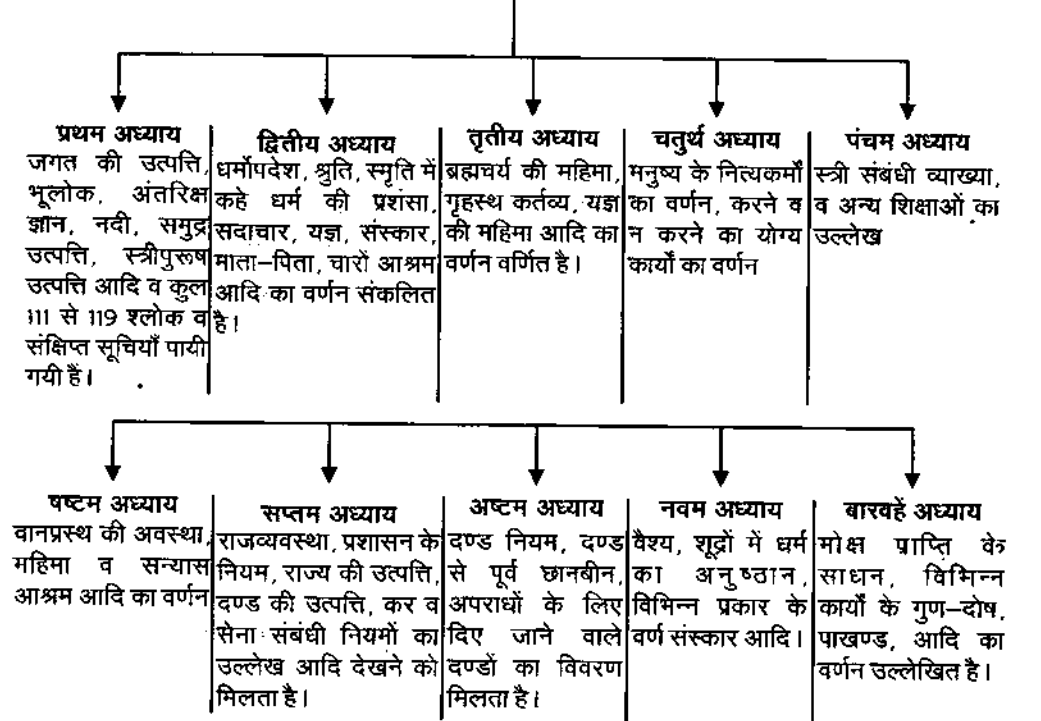 प्रथम अध्याय
जगत की उत्पत्ति,
भूलोक, अंतरिक्ष
ज्ञान, नदी, समुद्र
उत्पत्ति, स्त्रीपुरूष
उत्पत्ति आदि व कुल
111 से 119 श्लोक व
संक्षिप्त सूचियाँ पायी
गयी हैं।
द्वितीय अध्याय
धर्मोपदेश, श्रुति, स्मृति में
कहे धर्म की प्रशंसा,
सदाचार, यज्ञ, संस्कार,
माता–पिता, चारों आश्रम
आदि का वर्णन संकलित
है।
तृतीय अध्याय
ब्रह्मचर्य की महिमा,
गृहस्थ कर्तव्य, यज्ञ
की महिमा आदि का
वर्णन वर्णित है।
चतुर्थ अध्याय
मनुष्य के नित्यकर्मों
का वर्णन, करने व
न करने का योग्य
कार्यों का वर्णन
पंचम अध्याय
स्त्री संबंधी व्याख्या,
व अन्य शिक्षाओं का
उल्लेख
षष्टम अध्याय
वानप्रस्थ की अवस्था,
महिमा व सन्यास
आश्रम आदि का वर्णन
सप्तम अध्याय
राजव्यवस्था, प्रशासन के
नियम, राज्य की उत्पत्ति,
दण्ड की उत्पत्ति, कर व
सेना संबंधी नियमों का
उल्लेख आदि देखने को
मिलता है।
अष्टम अध्याय
दण्ड नियम, दण्ड
से पूर्व छानबीन,
अपराधों के लिए
दिए जाने वाले
दण्डों का विवरण
मिलता है।
नवम अध्याय
वैश्य, शूद्रों में धर्म
का अनुष्ठान,
विभिन्न प्रकार के
वर्ण संस्कार आदि।
बारवहें अध्याय
मोक्ष प्राप्ति के
साधन, विभिन्न
कार्यों के गुण–दोष,
पाखण्ड, आदि का
वर्णन उल्लेखित है।